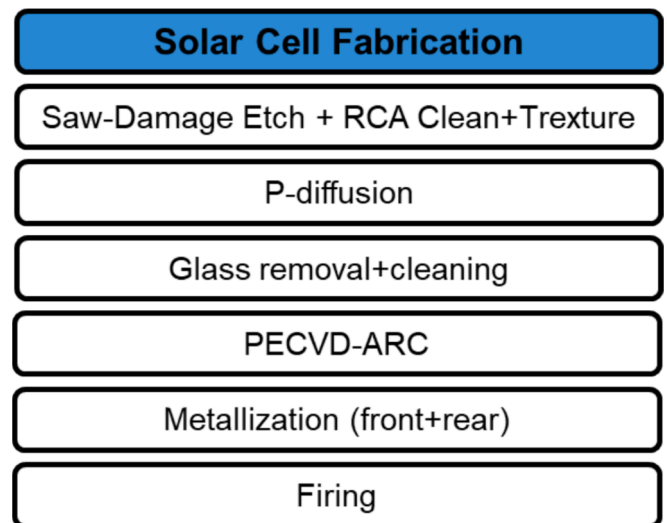 Solar Cell Fabrication
Saw-Damage Etch + RCA Clean+Trexture
P-diffusion
Glass removal+cleaning
PECVD-ARC
Metallization (front+rear)
Firing